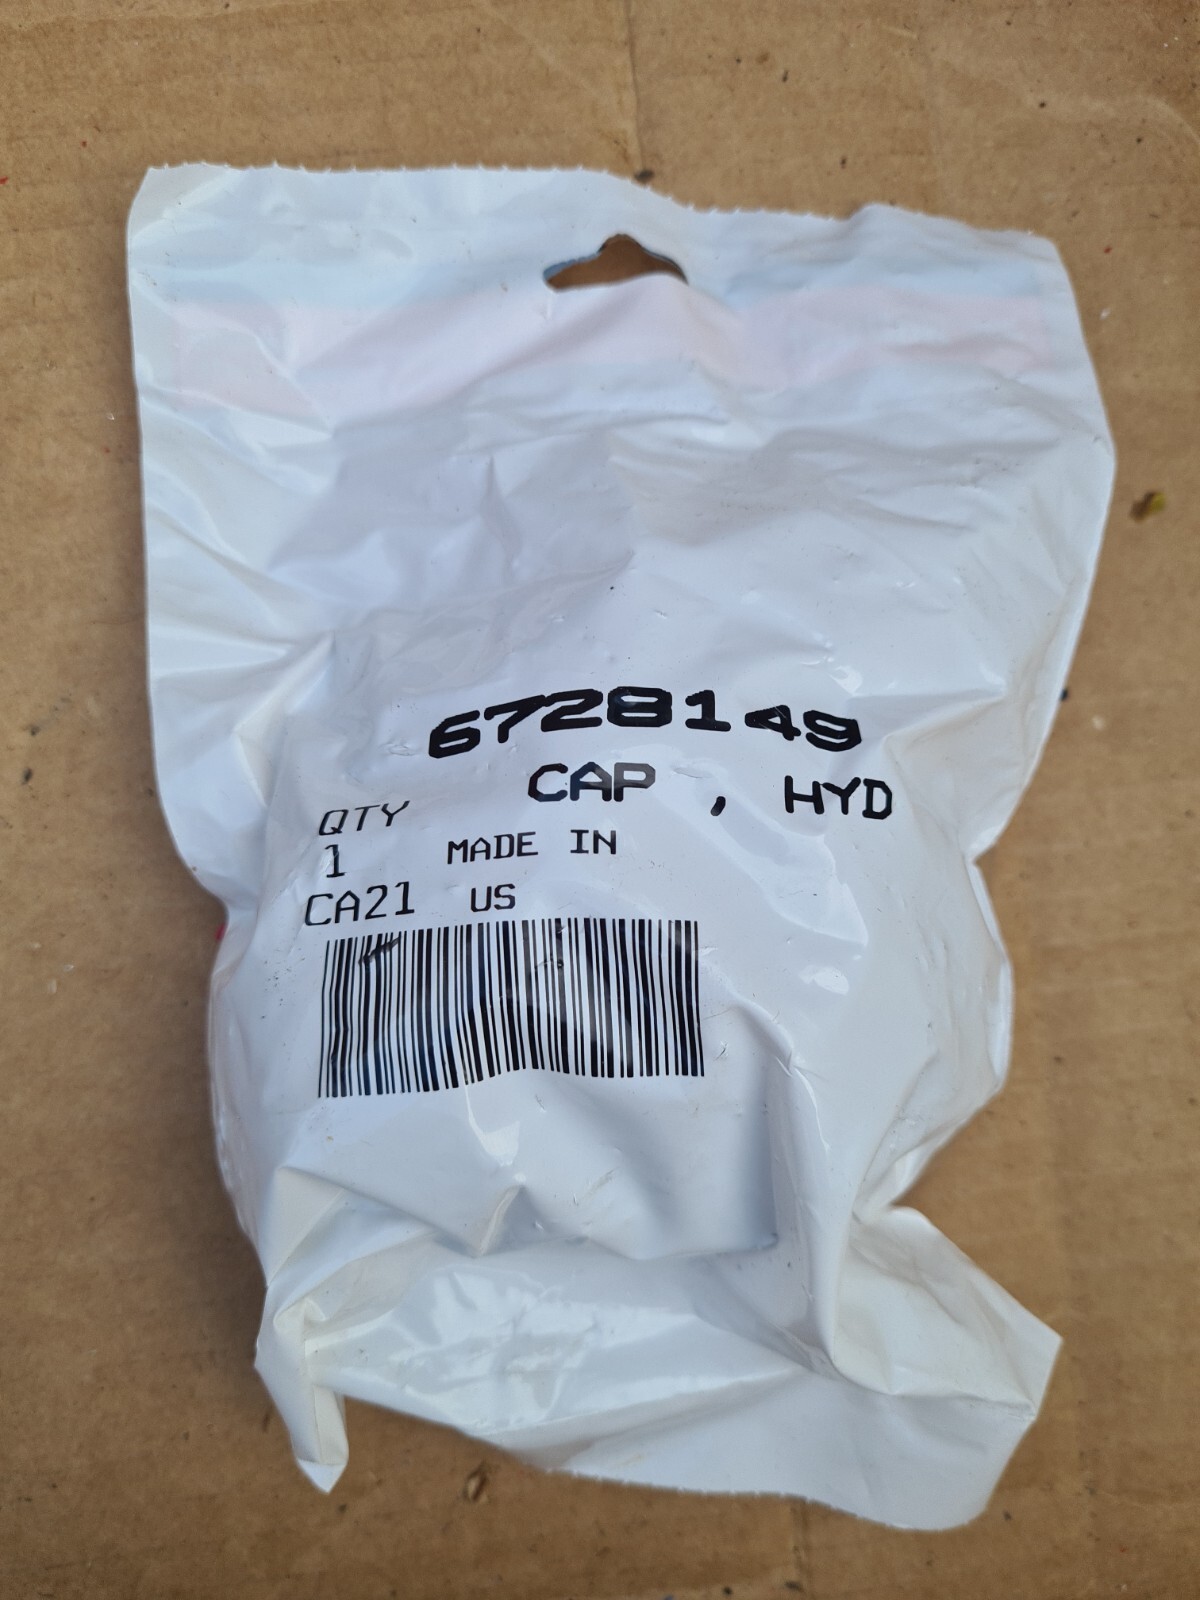 6728149
CAP , HYD
QTY
1 MADE IN
CA21 US